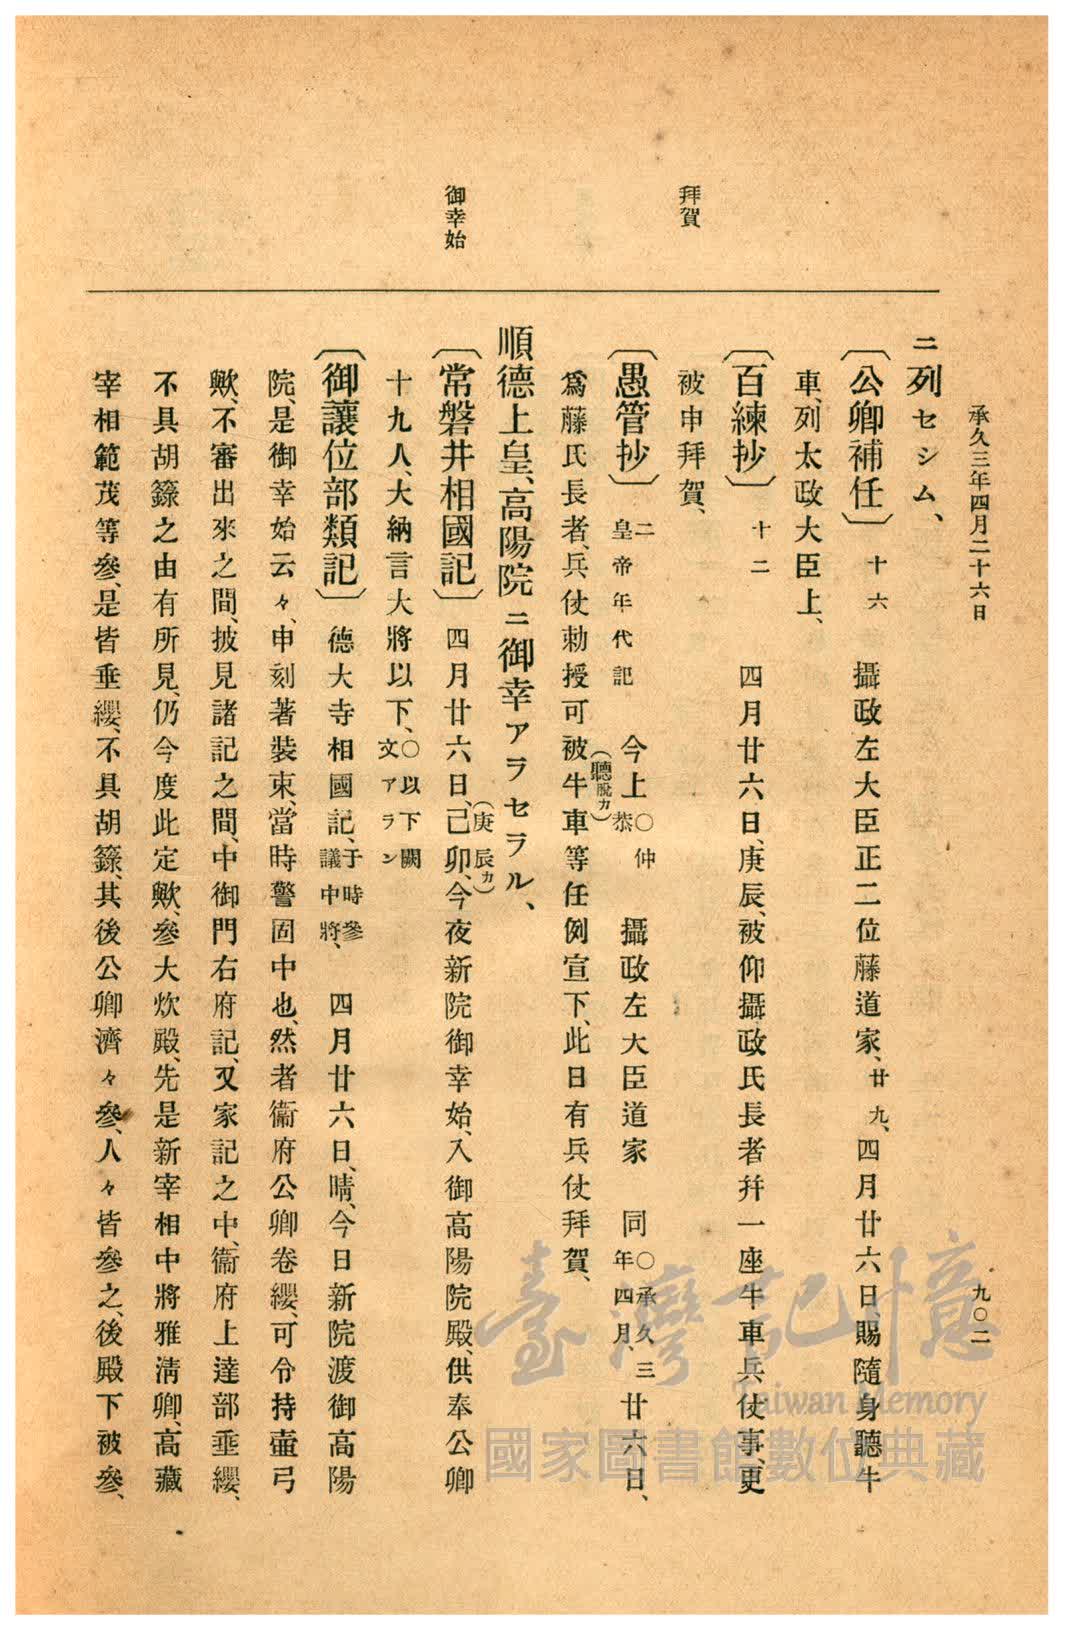 承久三年四月二十六日
九〇二
ニ列セシム、
〔公卿補任〕十六 攝政左大臣正二位藤道家、廿九、四月廿六日、賜隨身聽牛
車、列太政大臣上、
〔百練抄〕十二 四月廿六日、庚辰、被仰攝政氏長者幷一座牛車兵仗事、更
被申拜賀、
拜賀
〔愚管抄〕二皇帝年代記 今上〇仲恭 攝政左大臣道家 同〇承久三年四月、廿六日、
爲藤氏長者、兵仗勅授可被(聽脱カ)牛車等任例宣下、此日有兵仗拜賀、
順德上皇、高陽院ニ御幸アラセラル、
御幸始
〔常磐井相國記〕四月廿六日、己卯、(庚辰カ)今夜新院御幸始、入御高陽院殿、供奉公卿
十九人、大納言大將以下、〇以下闕文アラン
〔御讓位部類記〕德大寺相國記、于時參議中將、 四月廿六日、晴、今日新院渡御高陽
院、是御幸始云々、申刻著裝束、當時警固中也、然者衞府公卿卷纓、可令持壺弓
歟、不審出來之間、披見諸記之間、中御門右府記、又家記之中、衞府上達部垂纓、
不具胡籙之由有所見、仍今度此定歟、參大炊殿、先是新宰相中將雅淸卿、高藏
宰相範茂等參、是皆垂纓、不具胡籙、其後公卿濟々參、人々皆參之、後殿下被參、
臺灣記憶
Taiwan Memory
國家圖書館數位典藏